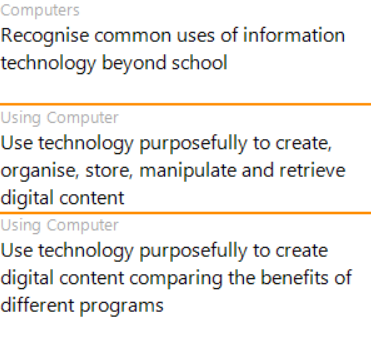 Computers
Recognise common uses of information
technology beyond school
Using Computer
Use technology purposefully to create,
organise, store, manipulate and retrieve
digital content
Using Computer
Use technology purposefully to create
digital content comparing the benefits of
different programs